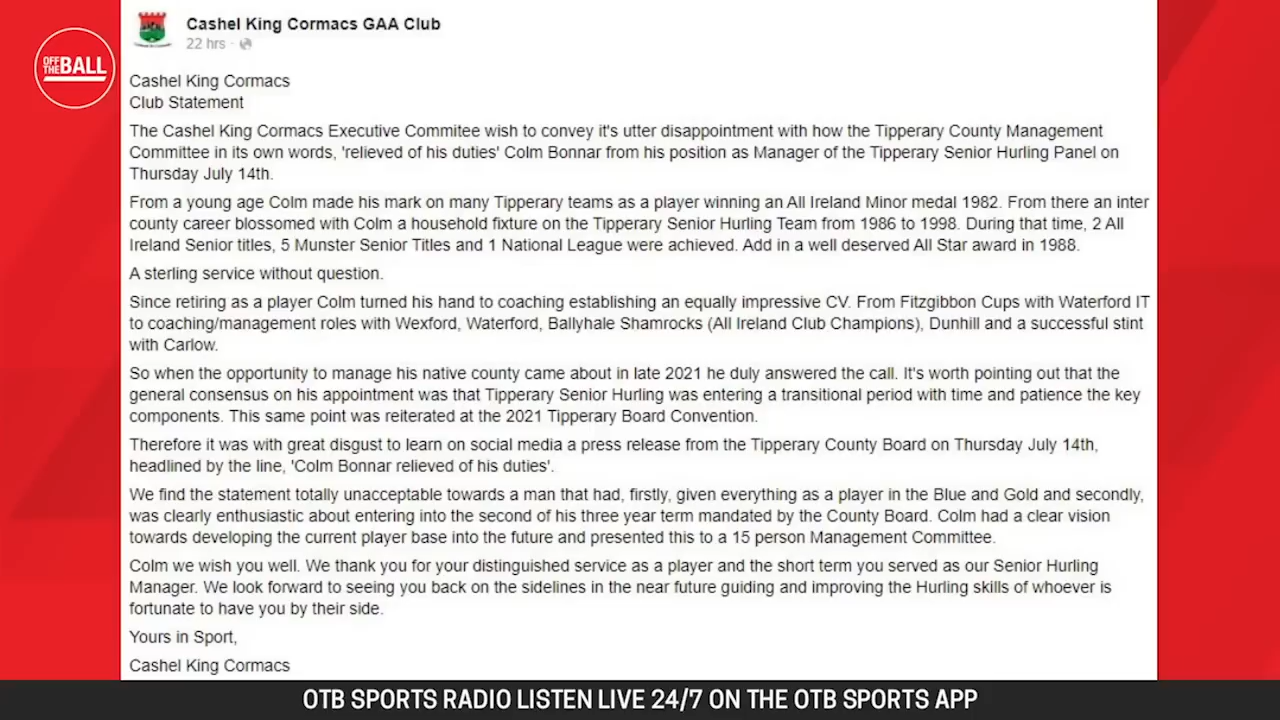 Cashel King Cormacs GAA Club
22 hrs ·
OFF
THE BALL
Cashel King Cormacs
Club Statement
The Cashel King Cormacs Executive Commitee wish to convey it's utter disappointment with how the Tipperary County Management
Committee in its own words, 'relieved of his duties' Colm Bonnar from his position as Manager of the Tipperary Senior Hurling Panel on
Thursday July 14th.
From a young age Colm made his mark on many Tipperary teams as a player winning an All Ireland Minor medal 1982. From there an inter
county career blossomed with Colm a household fixture on the Tipperary Senior Hurling Team from 1986 to 1998. During that time, 2 All
Ireland Senior titles, 5 Munster Senior Titles and 1 National League were achieved. Add in a well deserved All Star award in 1988.
A sterling service without question.
Since retiring as a player Colm turned his hand to coaching establishing an equally impressive CV. From Fitzgibbon Cups with Waterford IT
to coaching/management roles with Wexford, Waterford, Ballyhale Shamrocks (All Ireland Club Champions), Dunhill and a successful stint
with Carlow.
So when the opportunity to manage his native county came about in late 2021 he duly answered the call. It's worth pointing out that the
general consensus on his appointment was that Tipperary Senior Hurling was entering a transitional period with time and patience the key
components. This same point was reiterated at the 2021 Tipperary Board Convention.
Therefore it was with great disgust to learn on social media a press release from the Tipperary County Board on Thursday July 14th,
headlined by the line, 'Colm Bonnar relieved of his duties'.
We find the statement totally unacceptable towards a man that had, firstly, given everything as a player in the Blue and Gold and secondly,
was clearly enthusiastic about entering into the second of his three year term mandated by the County Board. Colm had a clear vision
towards developing the current player base into the future and presented this to a 15 person Management Committee.
Colm we wish you well. We thank you for your distinguished service as a player and the short term you served as our Senior Hurling
Manager. We look forward to seeing you back on the sidelines in the near future guiding and improving the Hurling skills of whoever is
fortunate to have you by their side.
Yours in Sport,
Cashel King Cormacs
OTB SPORTS RADIO LISTEN LIVE 24/7 ON THE OTB SPORTS APP